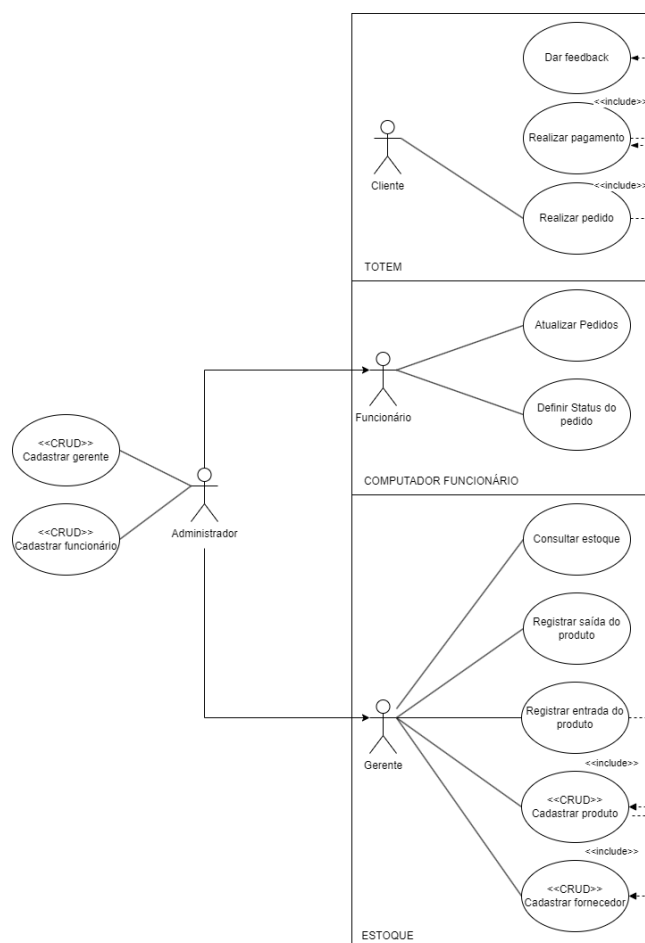 Dar feedback
<<include>>
Realizar pagamento
Cliente
<<include>>
Realizar pedido
TOTEM
Atualizar Pedidos
Funcionário
Definir Status do
pedido
<<CRUD>>
Cadastrar gerente
COMPUTADOR FUNCIONÁRIO
<<CRUD>>
Cadastrar funcionário
Administrador
Consultar estoque
Registrar saída do
produto
Registrar entrada do
produto
Gerente
<<include>>
<<CRUD>>
Cadastrar produto
<<include>>
<<CRUD>>
Cadastrar fornecedor
ESTOQUE